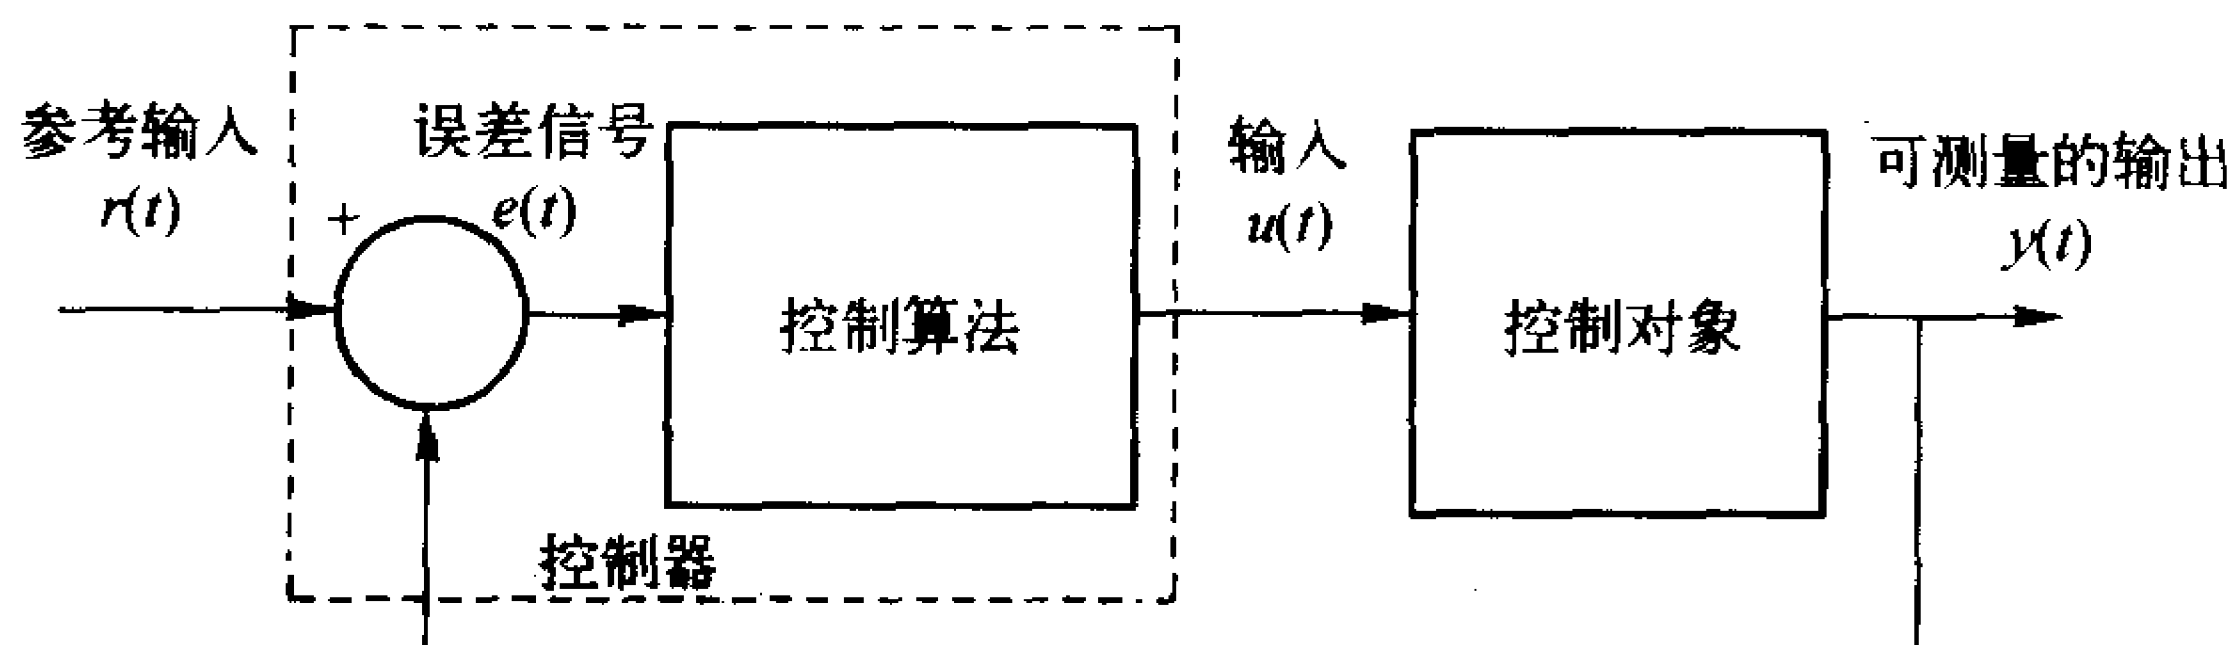 参考输入
r(t)
+
误差信号
e(t)
控制算法
控制器
输入
u(t)
控制对象
可测量的输出
y(t)